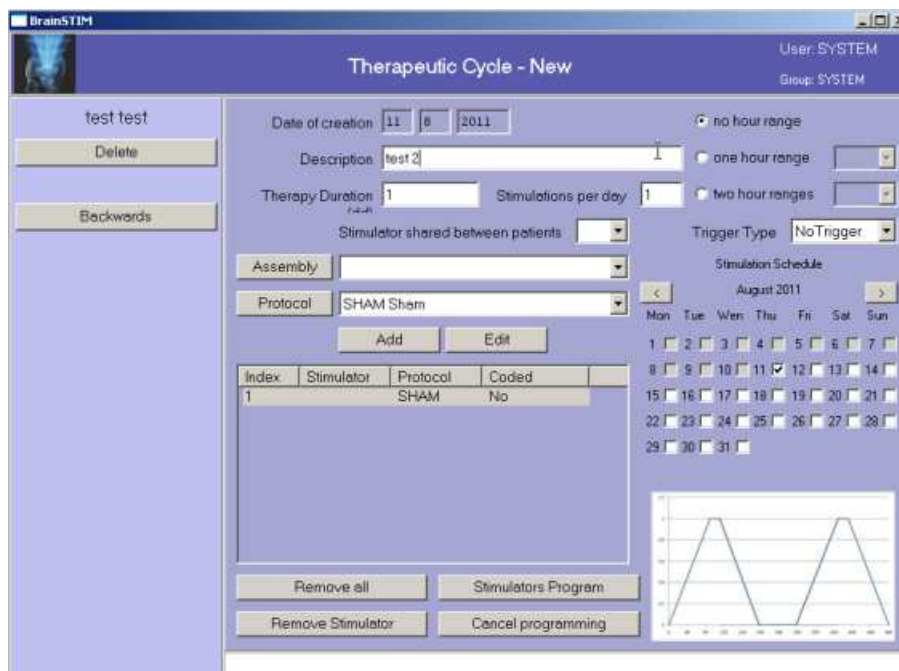 BrainSTIM
Therapeutic Cycle - New
User: SYSTEM
Group: SYSTEM
test test
Delete
Backwards
Date of creation 11 8 2011
no hour range
Description test 2
one hour range
Therapy Duration 1 Stimulations per day 1
two hour ranges
Stimulator shared between patients
Trigger Type NoTrigger
Assembly
Protocol SHAM Sham
Add Edit
Index Stimulator Protocol Coded
1 SHAM No
Stimulation Schedule
< August 2011 >
Mon Tue Wen Thu Fri Sat Sun
1 2 3 4 5 6 7
8 9 10 11 12 13 14
15 16 17 18 19 20 21
22 23 24 25 26 27 28
29 30 31
Remove all Stimulators Program
Remove Stimulator Cancel programming